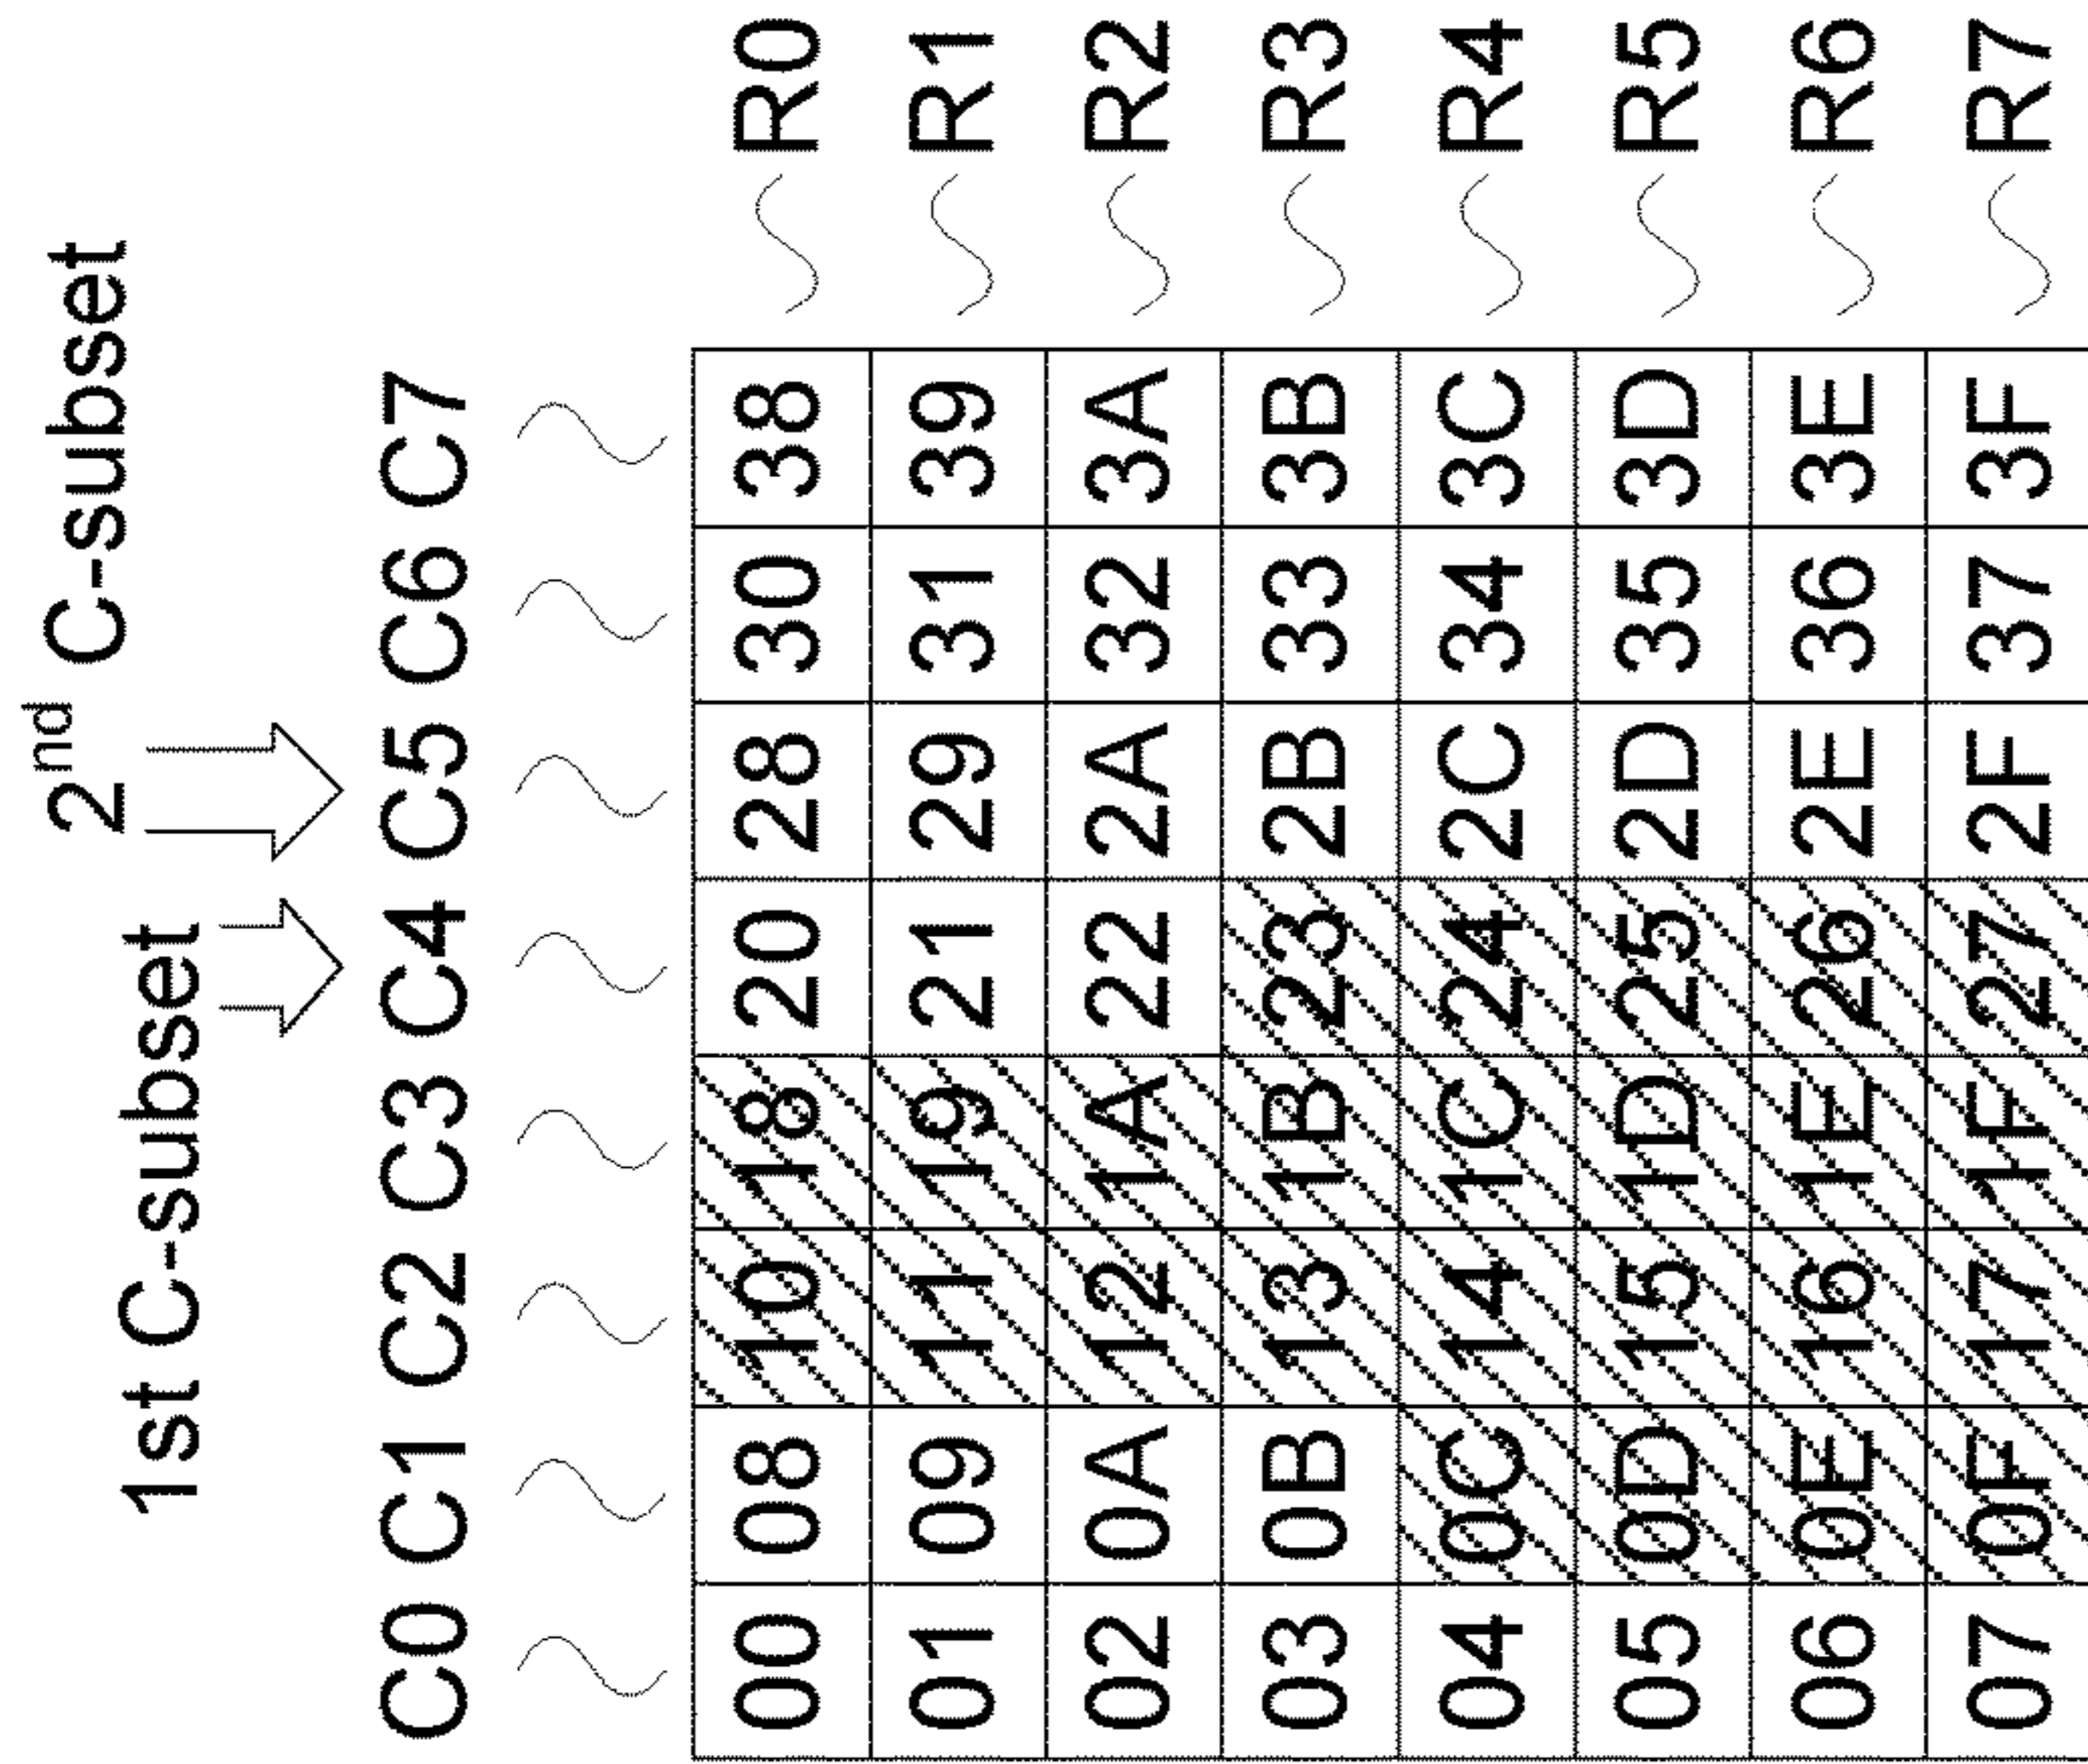 2nd C-subset
1st C-subset
C0 C1 C2 C3 C4 C5 C6 C7
00 08 10 18 20 28 30 38 R0
01 09 11 19 21 29 31 39 R1
02 0A 12 1A 22 2A 32 3A R2
03 0B 13 1B 23 2B 33 3B R3
04 0C 14 1C 24 2C 34 3C R4
05 0D 15 1D 25 2D 35 3D R5
06 0E 16 1E 26 2E 36 3E R6
07 0F 17 1F 27 2F 37 3F R7